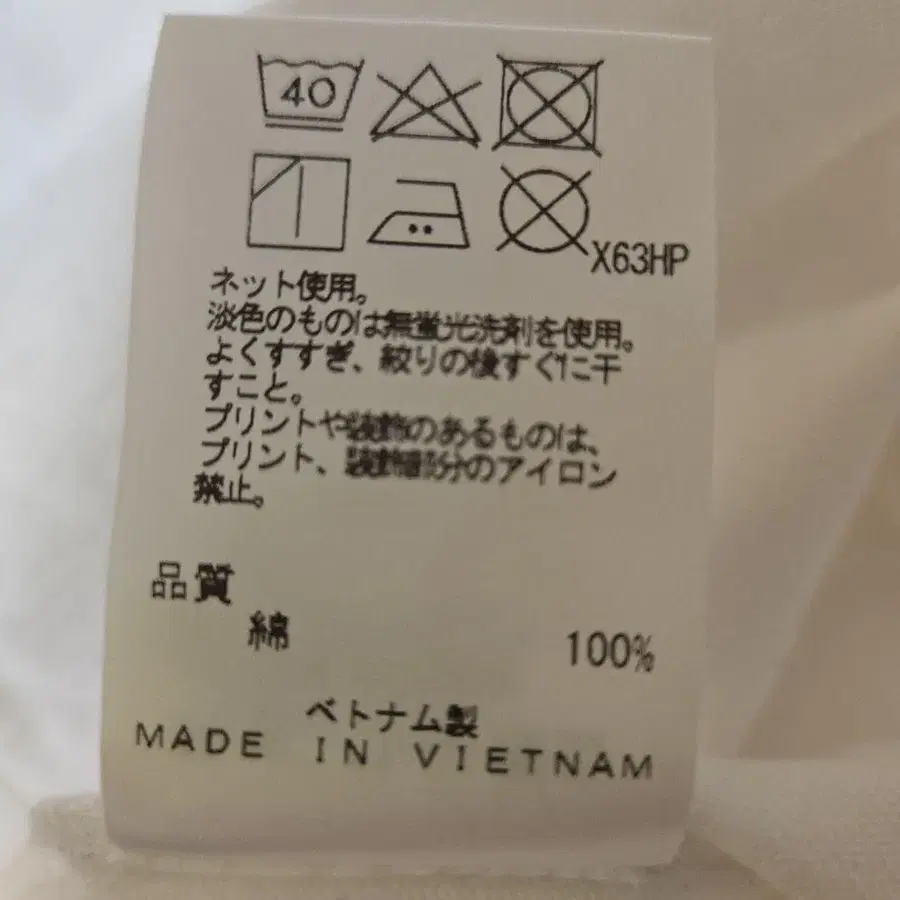 40
X63HP
ネット使用。
淡色のものは無蛍光洗剤を使用。
よくすすぎ、絞りの後すぐに干
すこと。
プリントや装飾のあるものは、
プリント、装飾部分のアイロン
禁止。
品質
綿 100%
ベトナム製
MADE IN VIETNAM